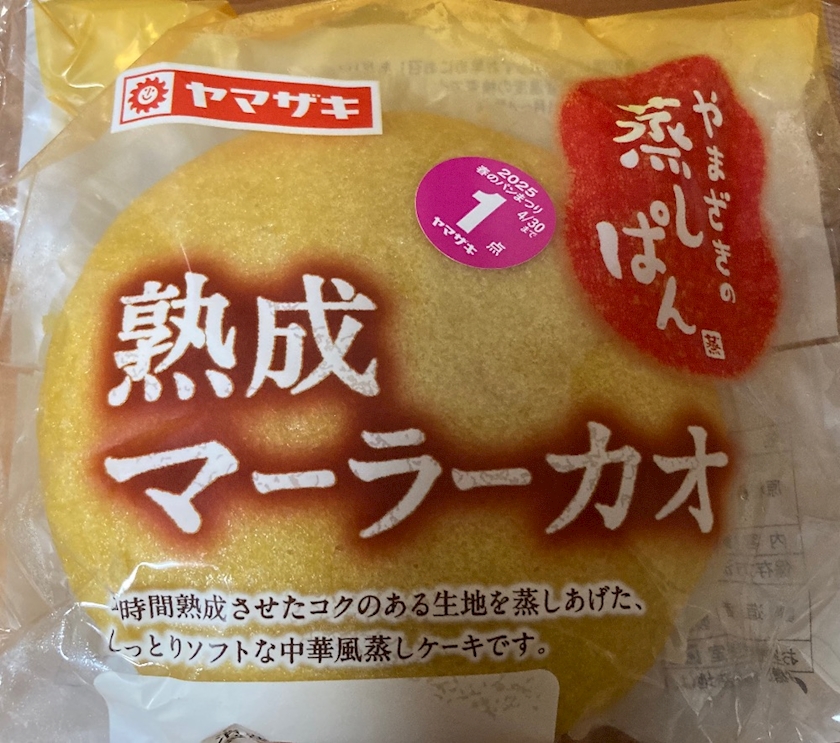 ヤマザキ
やまざきの
蒸しぱん
蒸
2025
春のパンまつり
4/30
まで
1点
ヤマザキ
熟成
マーラーカオ
時間熟成させたコクのある生地を蒸しあげた、
しっとりソフトな中華風蒸しケーキです。